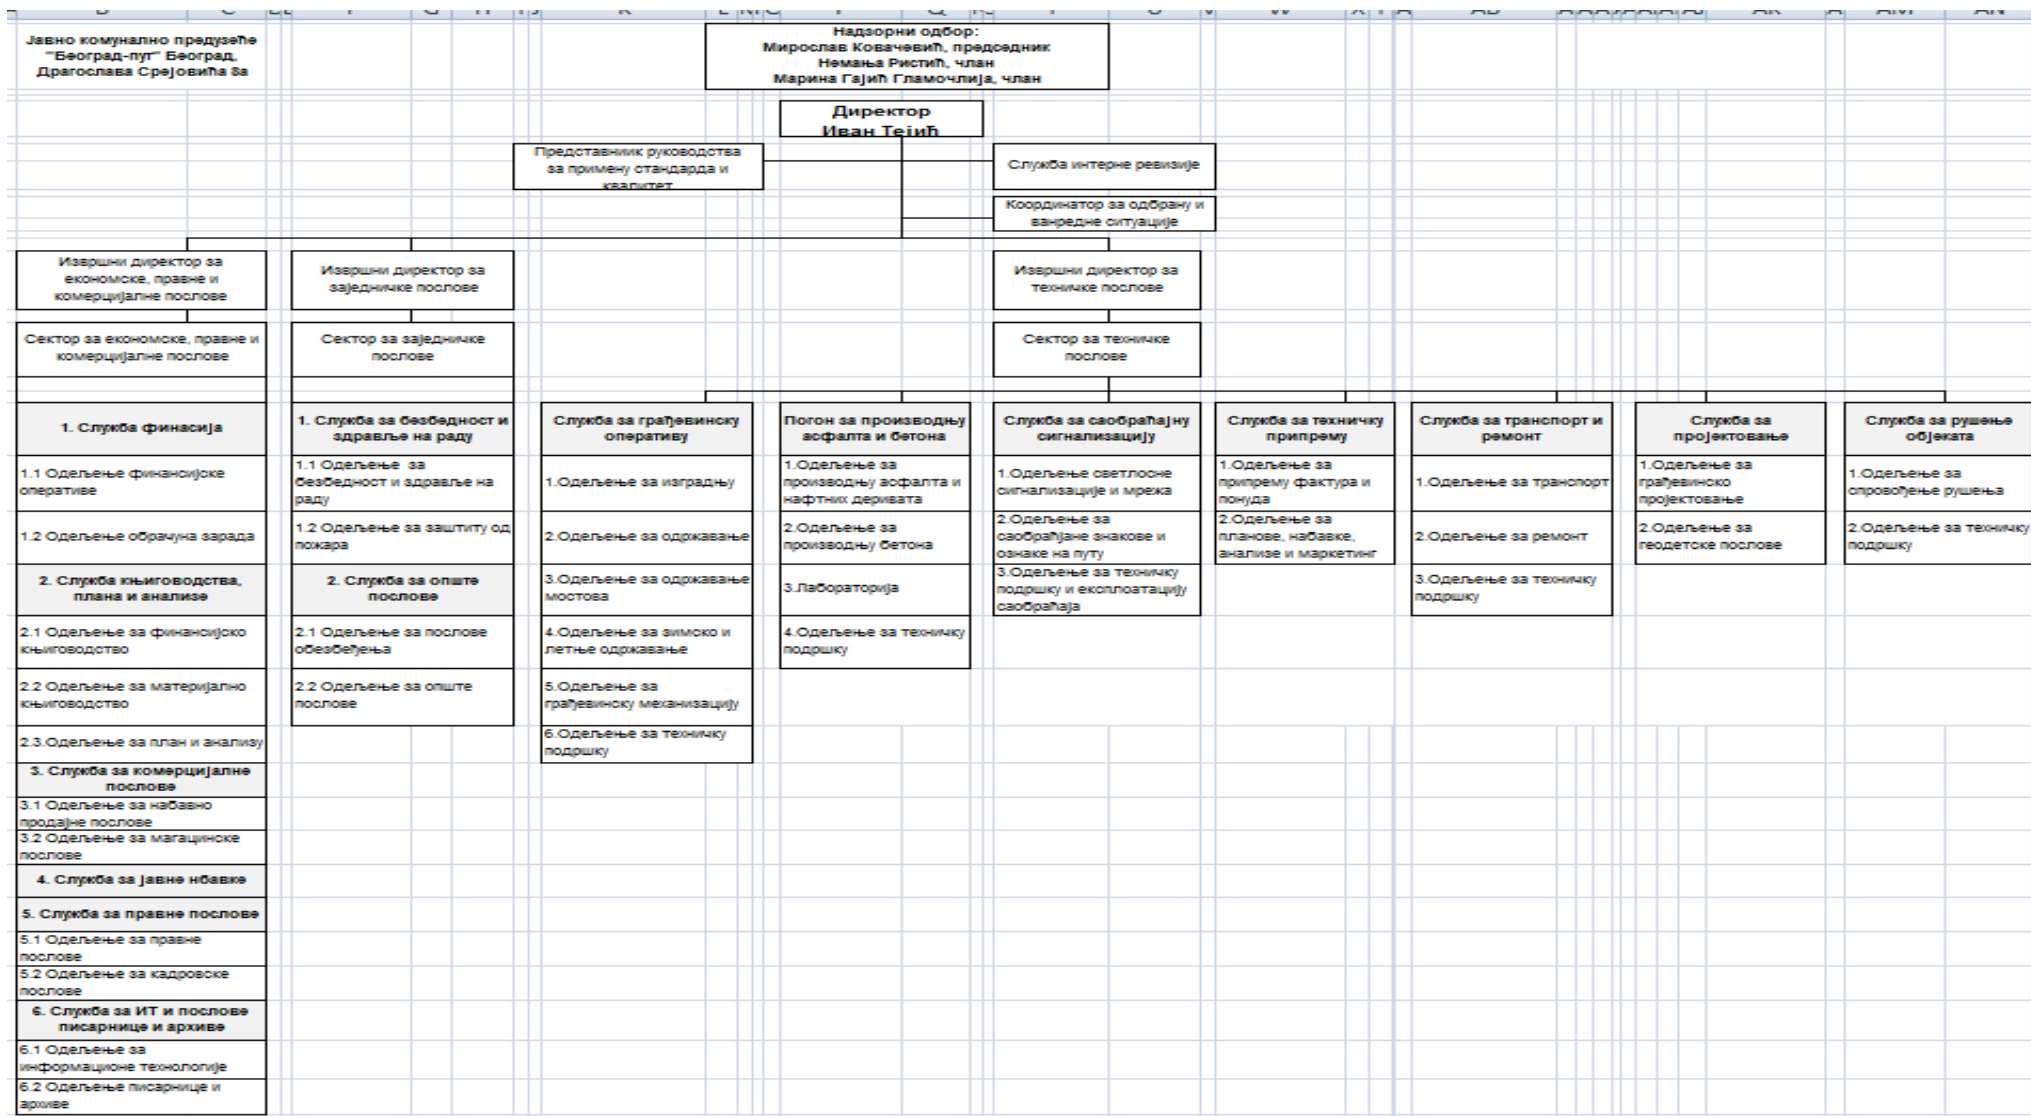 Јавно комунално предузеће
"Београд-пут" Београд,
Драгослава Срејовића 8а
Надзорни одбор:
Мирослав Ковачевић, председник
Немања Ристић, члан
Марина Гајић Гламочлија, члан
Директор
Иван Тејић
Представниик руководства
за примену стандарда и
квалитет
Служба интерне ревизије
Координатор за одбрану и
ванредне ситуације
Извршни директор за
економске, правне и
комерцијалне послове
Извршни директор за
заједничке послове
Извршни директор за
техничке послове
Сектор за економске, правне и
комерцијалне послове
Сектор за заједничке
послове
Сектор за техничке
послове
1. Служба финасија
1.1 Одељење финансијске
оперативе
1.2 Одељење обрачуна зарада
2. Служба књиговодства,
плана и анализе
2.1 Одељење за финансијско
књиговодство
2.2 Одељење за материјално
књиговодство
2.3.Одељење за план и анализу
3. Служба за комерцијалне
послове
3.1 Одељење за набавно
продајне послове
3.2 Одељење за магацинске
послове
4. Служба за јавне нбавке
5. Служба за правне послове
5.1 Одељење за правне
послове
5.2 Одељење за кадровске
послове
6. Служба за ИТ и послове
писарнице и архиве
6.1 Одељење за
информационе технологије
6.2 Одељење писарнице и
архиве
1. Служба за безбедност и
здравље на раду
1.1 Одељење за
безбедност и здравље на
раду
1.2 Одељење за заштиту од
пожара
2. Служба за опште
послове
2.1 Одељење за послове
обезбеђења
2.2 Одељење за опште
послове
Служба за грађевинску
оперативу
1.Одељење за изградњу
2.Одељење за одржавање
3.Одељење за одржавање
мостова
4.Одељење за зимско и
летње одржавање
5.Одељење за
грађевинску механизацију
6.Одељење за техничку
подршку
Погон за производњу
асфалта и бетона
1.Одељење за
производњу асфалта и
нафтних деривата
2.Одељење за
производњу бетона
3.Лабораторија
4.Одељење за техничку
подршку
Служба за саобраћајну
сигнализацију
1.Одељење светлосне
сигнализације и мрежа
2.Одељење за
саобраћјане знакове и
ознаке на путу
3.Одељење за техничку
подршку и експлоатацију
саобраћаја
Служба за техничку
припрему
1.Одељење за
припрему фактура и
понуда
2.Одељење за
планове, набавке,
анализе и маркетинг
Служба за транспорт и
ремонт
1.Одељење за транспорт
2.Одељење за ремонт
3.Одељење за техничку
подршку
Служба за
пројектовање
1.Одељење за
грађевинско
пројектовање
2.Одељење за
геодетске послове
Служба за рушење
објеката
1.Одељење за
спровођење рушења
2.Одељење за техничку
подршку